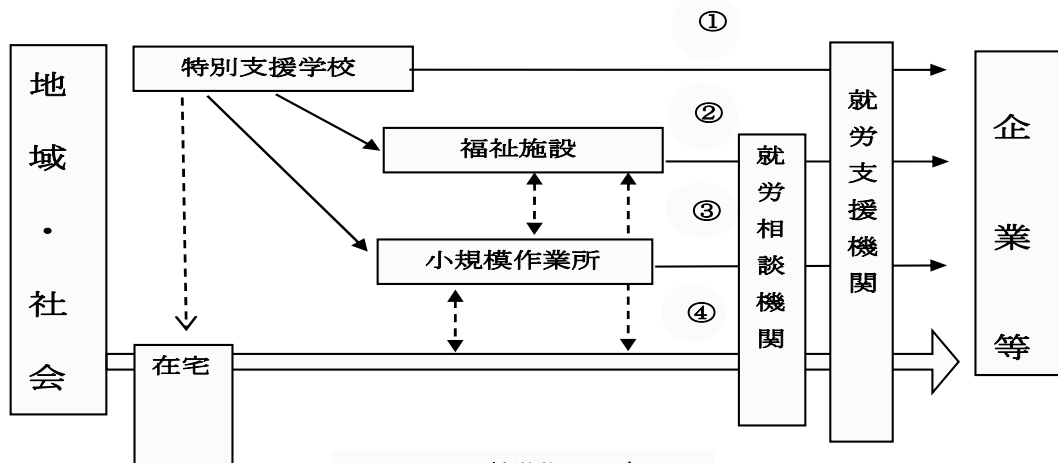 ①
特別支援学校
地域・社会
②
福祉施設
就労支援機関
企業等
③
就労相談機関
小規模作業所
④
在宅